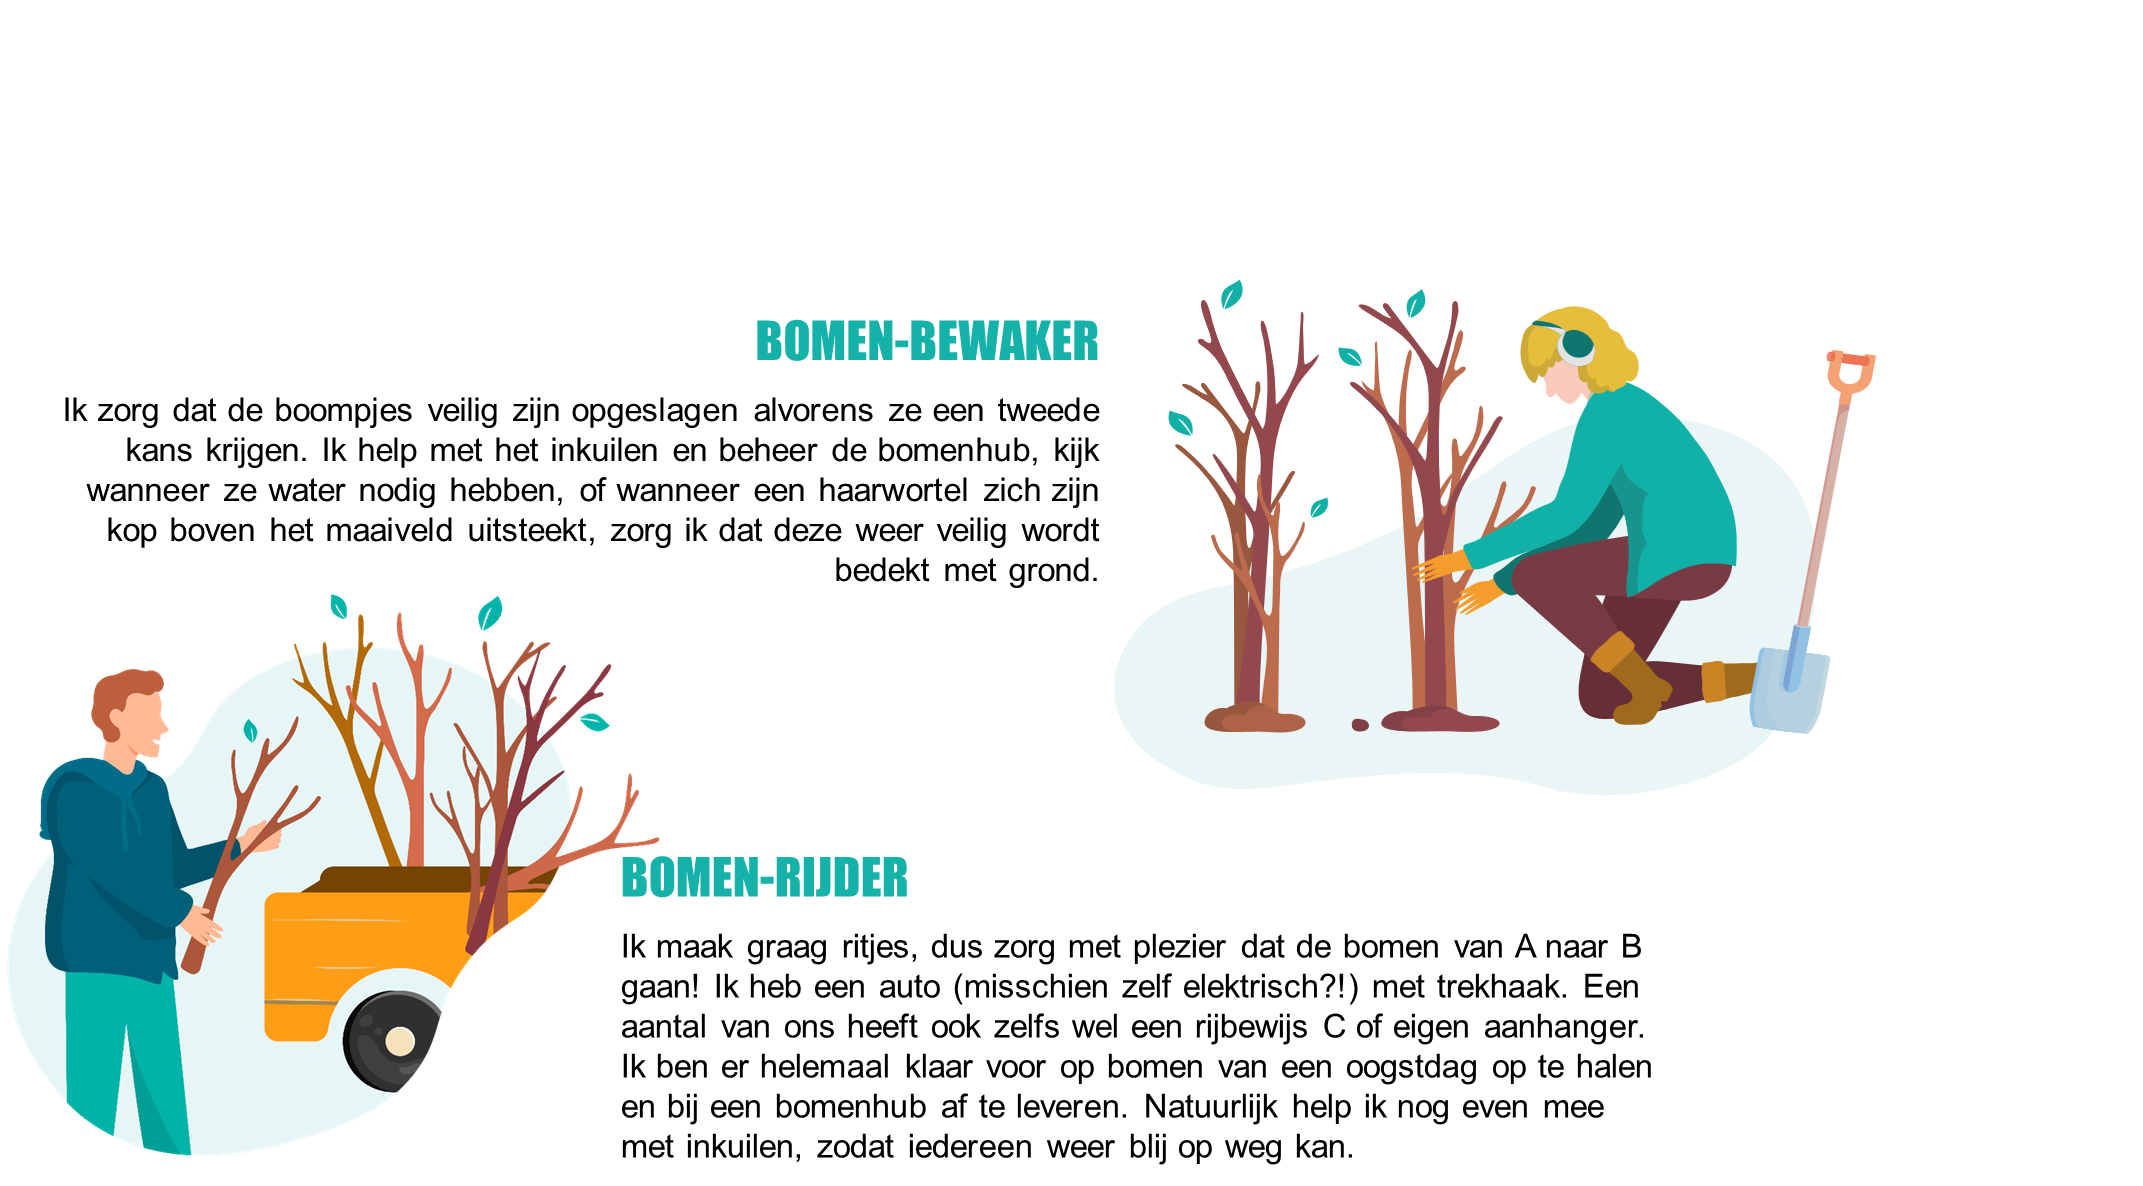 BOMEN-BEWAKER
Ik zorg dat de boompjes veilig zijn opgeslagen alvorens ze een tweede
kans krijgen. Ik help met het inkuilen en beheer de bomenhub, kijk
wanneer ze water nodig hebben, of wanneer een haarwortel zich zijn
kop boven het maaiveld uitsteekt, zorg ik dat deze weer veilig wordt
bedekt met grond.
BOMEN-RIJDER
Ik maak graag ritjes, dus zorg met plezier dat de bomen van A naar B
gaan! Ik heb een auto (misschien zelf elektrisch?!) met trekhaak. Een
aantal van ons heeft ook zelfs wel een rijbewijs C of eigen aanhanger.
Ik ben er helemaal klaar voor op bomen van een oogstdag op te halen
en bij een bomenhub af te leveren. Natuurlijk help ik nog even mee
met inkuilen, zodat iedereen weer blij op weg kan.